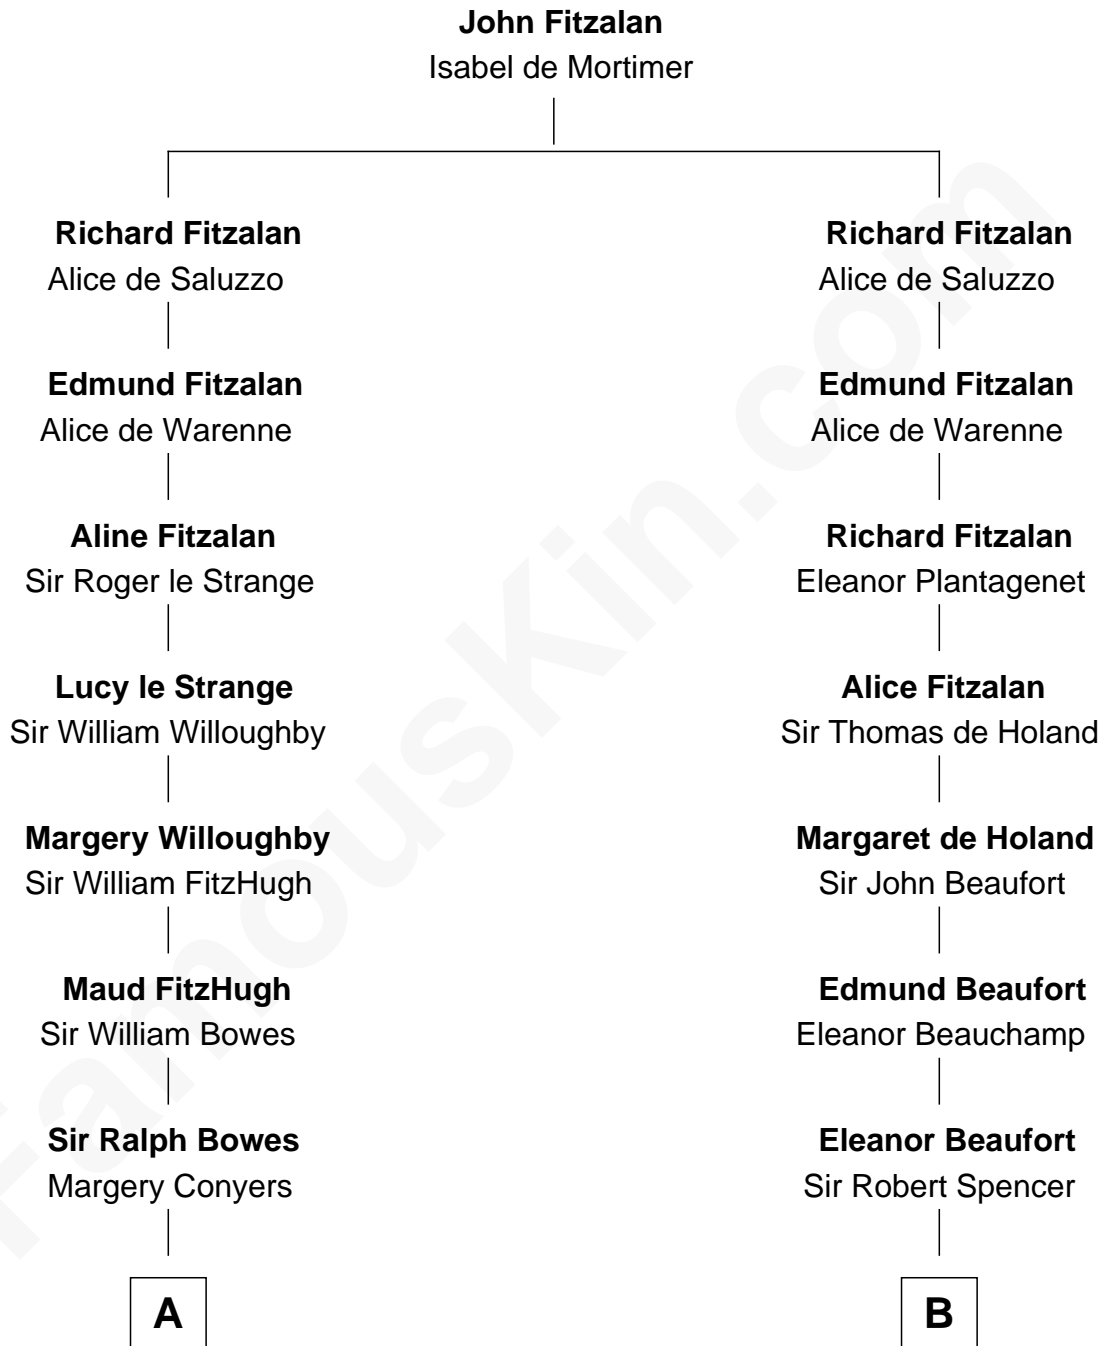 John Fitzalan
Isabel de Mortimer
Richard Fitzalan
Alice de Saluzzo
Richard Fitzalan
Alice de Saluzzo
Edmund Fitzalan
Alice de Warenne
Edmund Fitzalan
Alice de Warenne
Aline Fitzalan
Sir Roger le Strange
Richard Fitzalan
Eleanor Plantagenet
Lucy le Strange
Sir William Willoughby
Alice Fitzalan
Sir Thomas de Holand
Margery Willoughby
Sir William FitzHugh
Margaret de Holand
Sir John Beaufort
Maud FitzHugh
Sir William Bowes
Edmund Beaufort
Eleanor Beauchamp
Sir Ralph Bowes
Margery Conyers
Eleanor Beaufort
Sir Robert Spencer
A
B
FamousKin.com